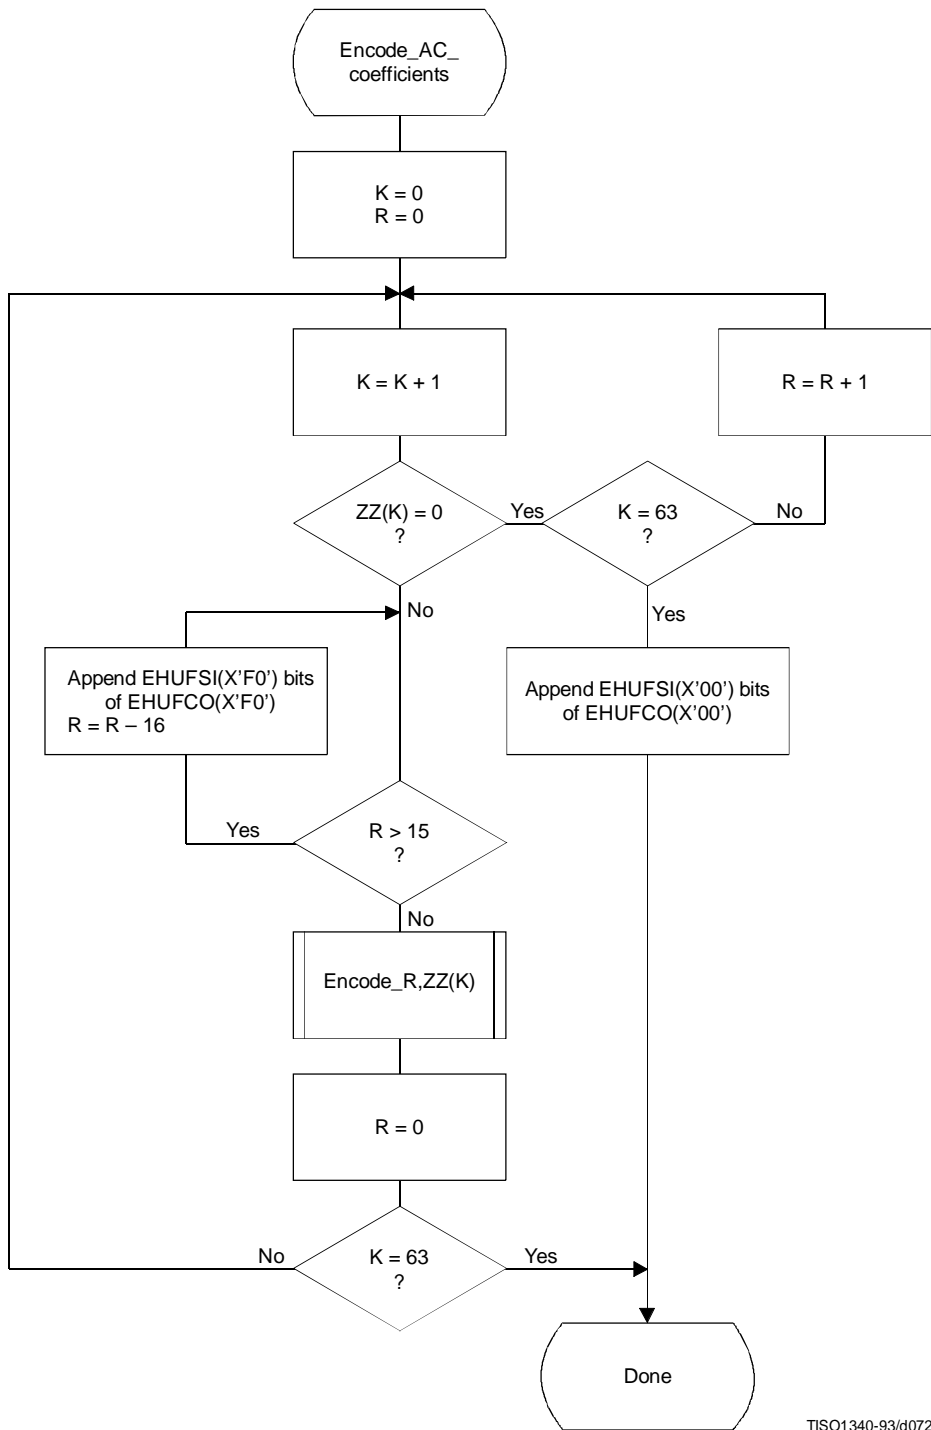 Encode_AC_
coefficients
K = 0
R = 0
K = K + 1
R = R + 1
ZZ(K) = 0
?
Yes
K = 63
?
No
No
Yes
Append EHUFSI(X'F0') bits
of EHUFCO(X'F0')
R = R – 16
Append EHUFSI(X'00') bits
of EHUFCO(X'00')
Yes
R > 15
?
No
Encode_R,ZZ(K)
R = 0
No
K = 63
?
Yes
Done
TISO1340-93/d072